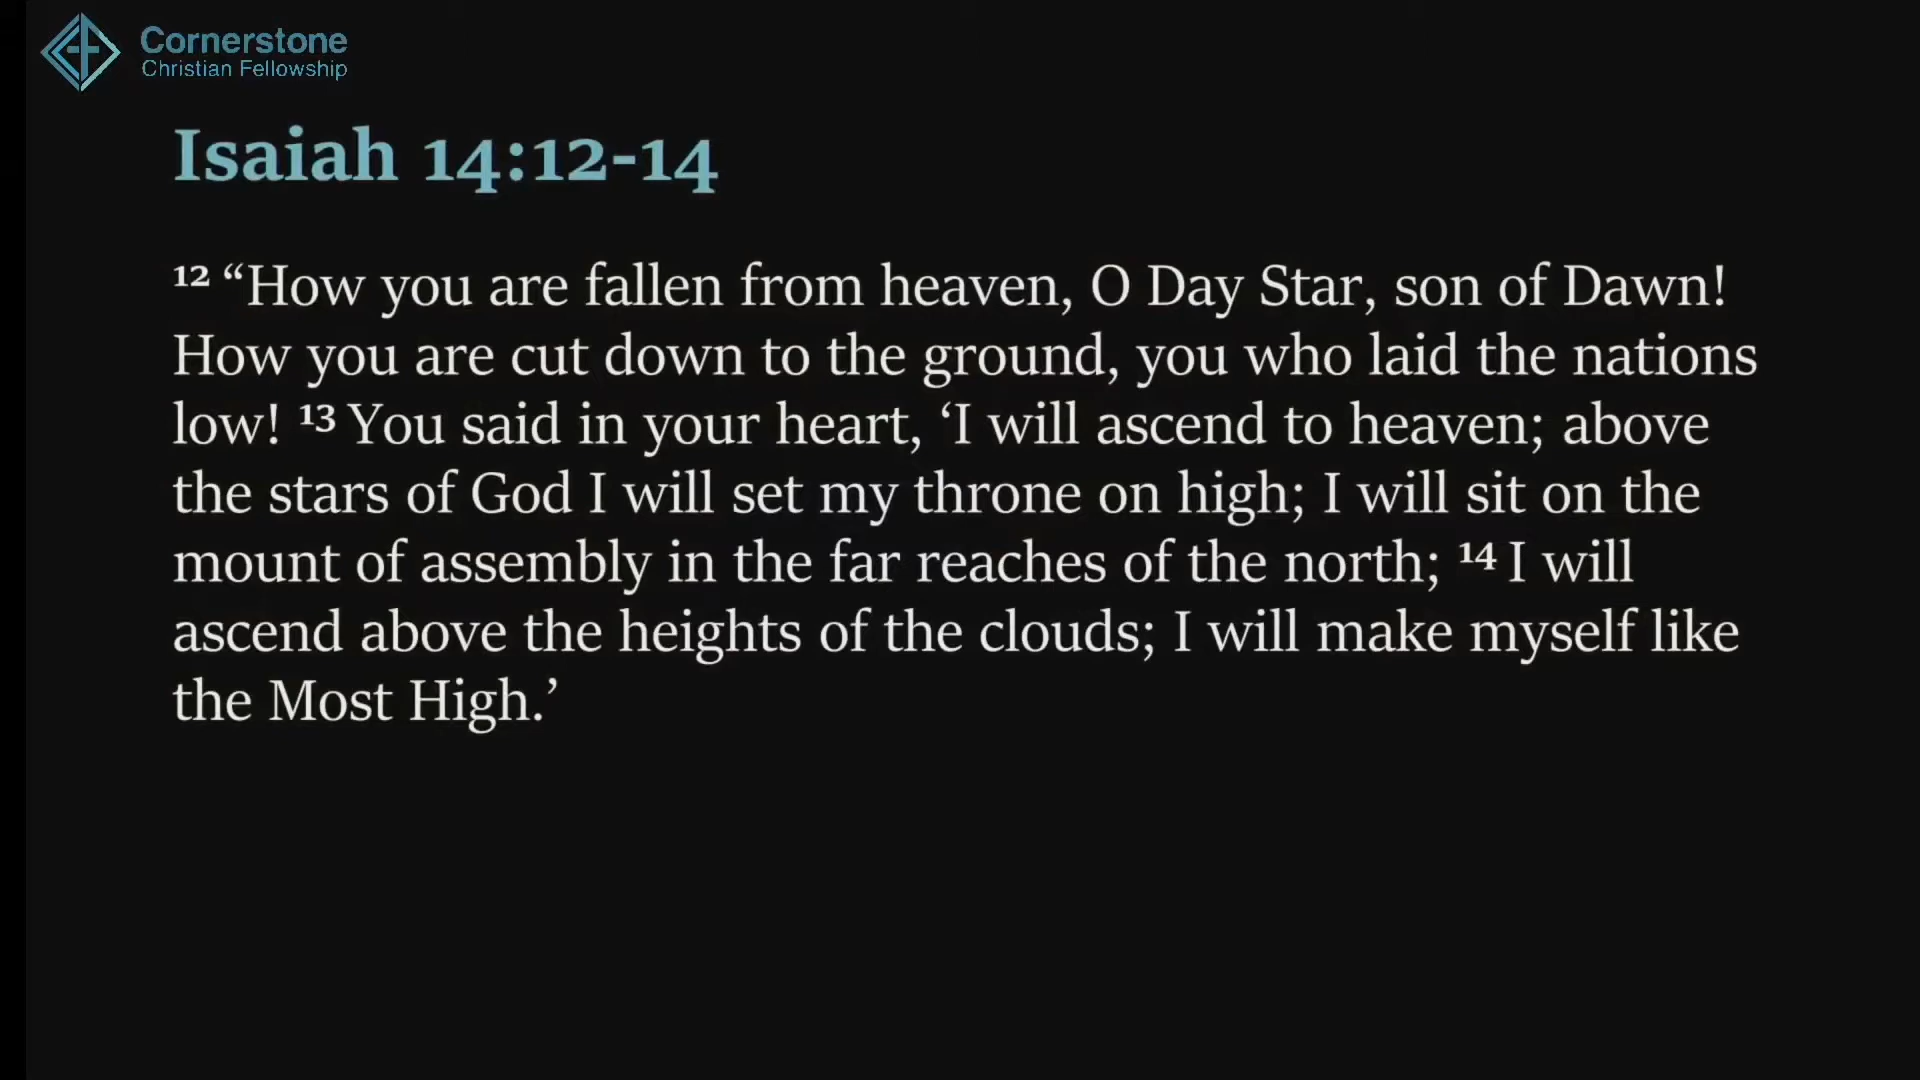 Cornerstone
Christian Fellowship
Isaiah 14:12-14
12 “How you are fallen from heaven, O Day Star, son of Dawn!
How you are cut down to the ground, you who laid the nations
low! 13 You said in your heart, ‘I will ascend to heaven; above
the stars of God I will set my throne on high; I will sit on the
mount of assembly in the far reaches of the north; 14 I will
ascend above the heights of the clouds; I will make myself like
the Most High.’